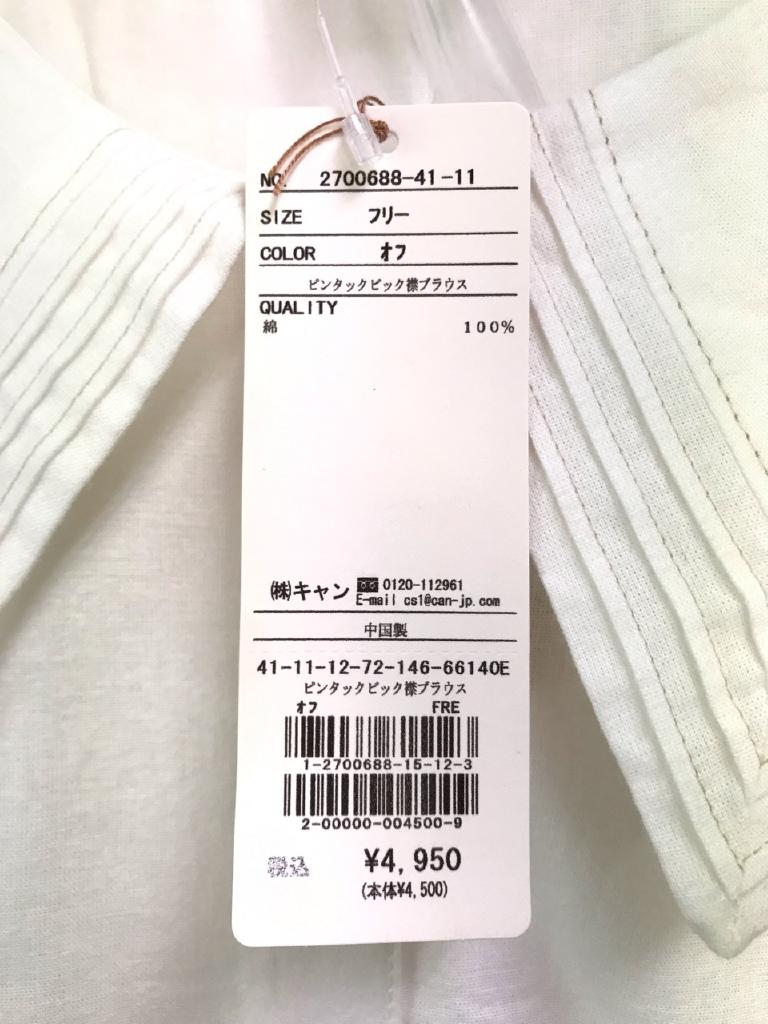 NO. 2700688-41-11
SIZE フリー
COLOR オフ
ピンタックビック襟ブラウス
QUALITY
綿 100%
㈱キャン 0120-112961
E-mail cs1@can-jp.com
中国製
41-11-12-72-146-66140E
ピンタックビック襟ブラウス
オフ FRE
1-2700688-15-12-3
2-00000-004500-9
税込 ¥4,950
(本体¥4,500)